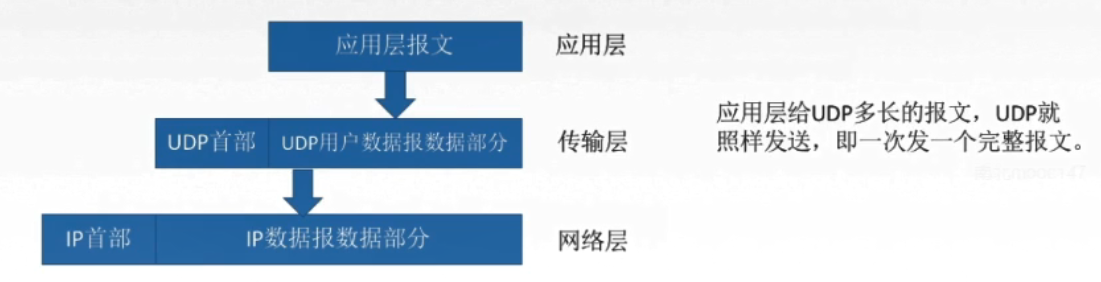 应用层报文
应用层
UDP首部
UDP用户数据报数据部分
传输层
应用层给UDP多长的报文，UDP就
照样发送，即一次发一个完整报文。
IP首部
IP数据报数据部分
网络层